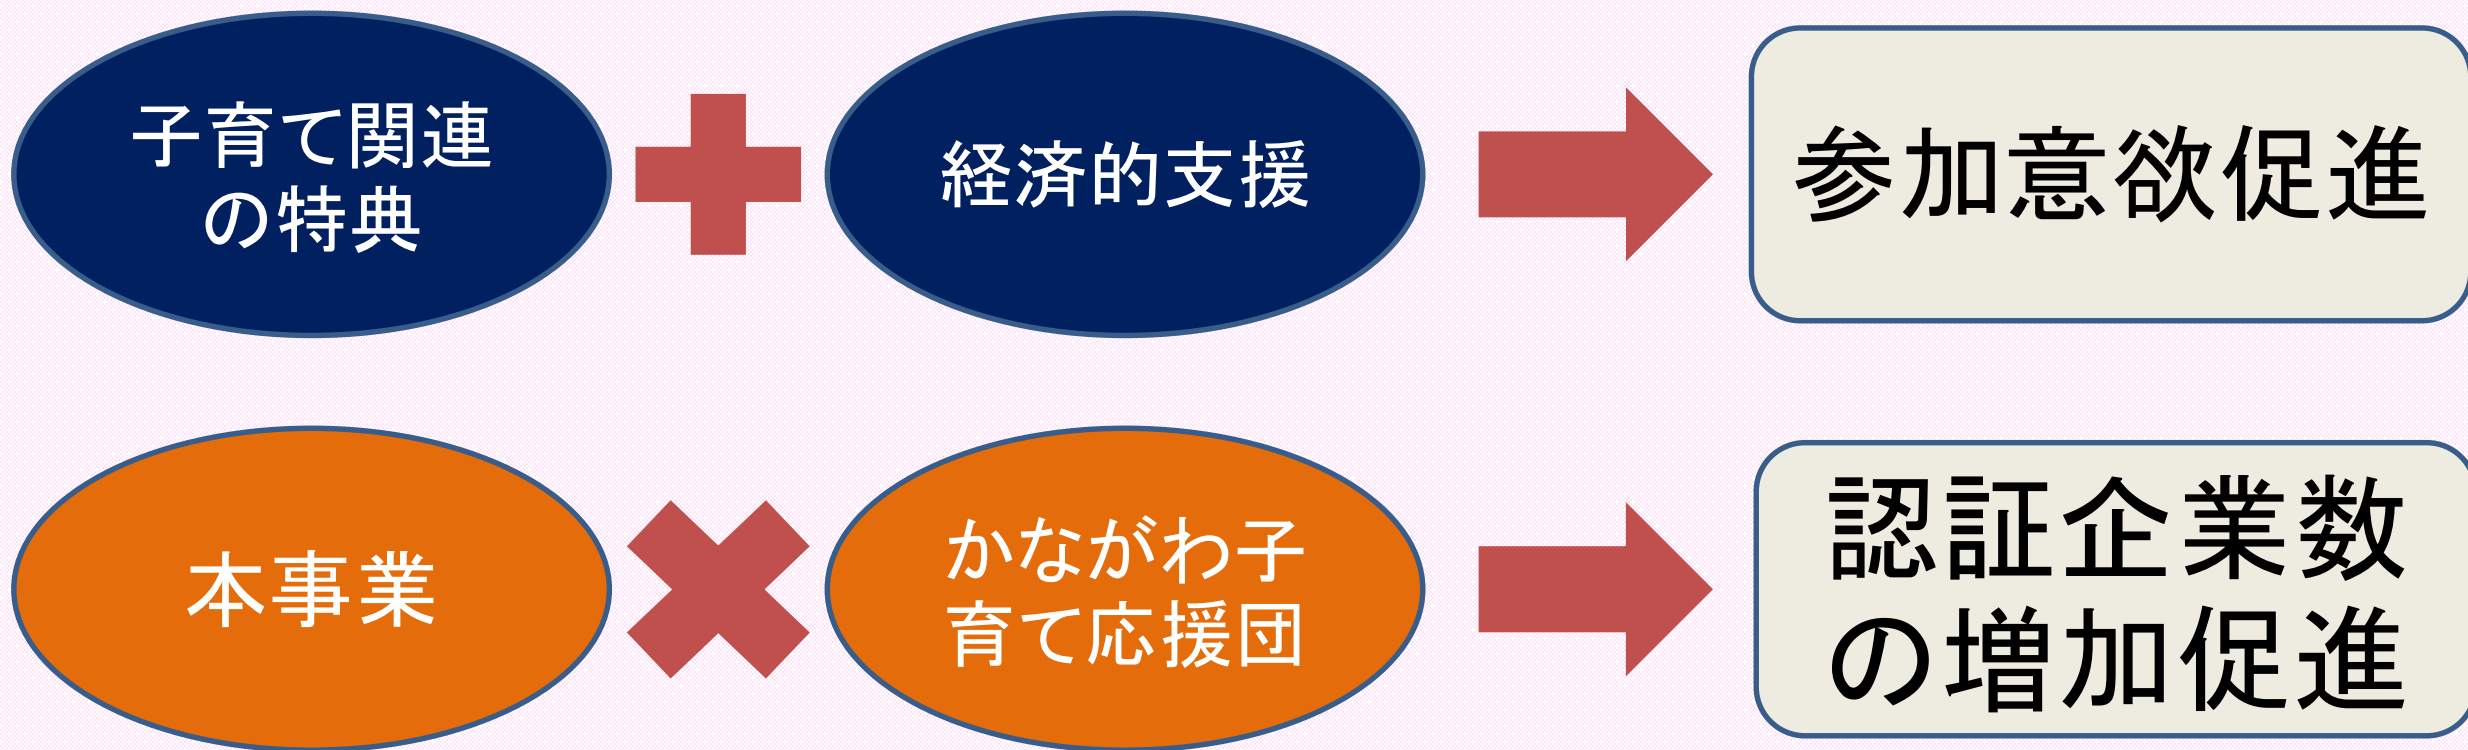 子育て関連
の特典
経済的支援
参加意欲促進
本事業
かながわ子
育て応援団
認証企業数
の増加促進